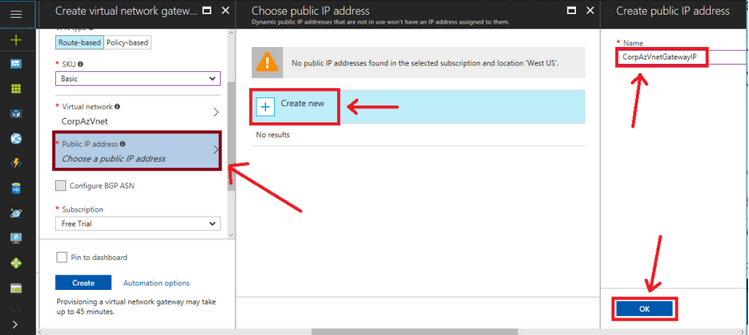 Create virtual network gatew...
Route-based Policy-based
* SKU
Basic
* Virtual network
CorpAzVnet
* Public IP address
Choose a public IP address
Configure BGP ASN
* Subscription
Free Trial
Pin to dashboard
Create Automation options
Provisioning a virtual network gateway may take
up to 45 minutes.
Choose public IP address
Dynamic public IP addresses that are not in use won't have an IP address assigned to them.
No public IP addresses found in the selected subscription and location 'West US'.
Create new
No results
Create public IP address
* Name
CorpAzVnetGatewayIP
OK